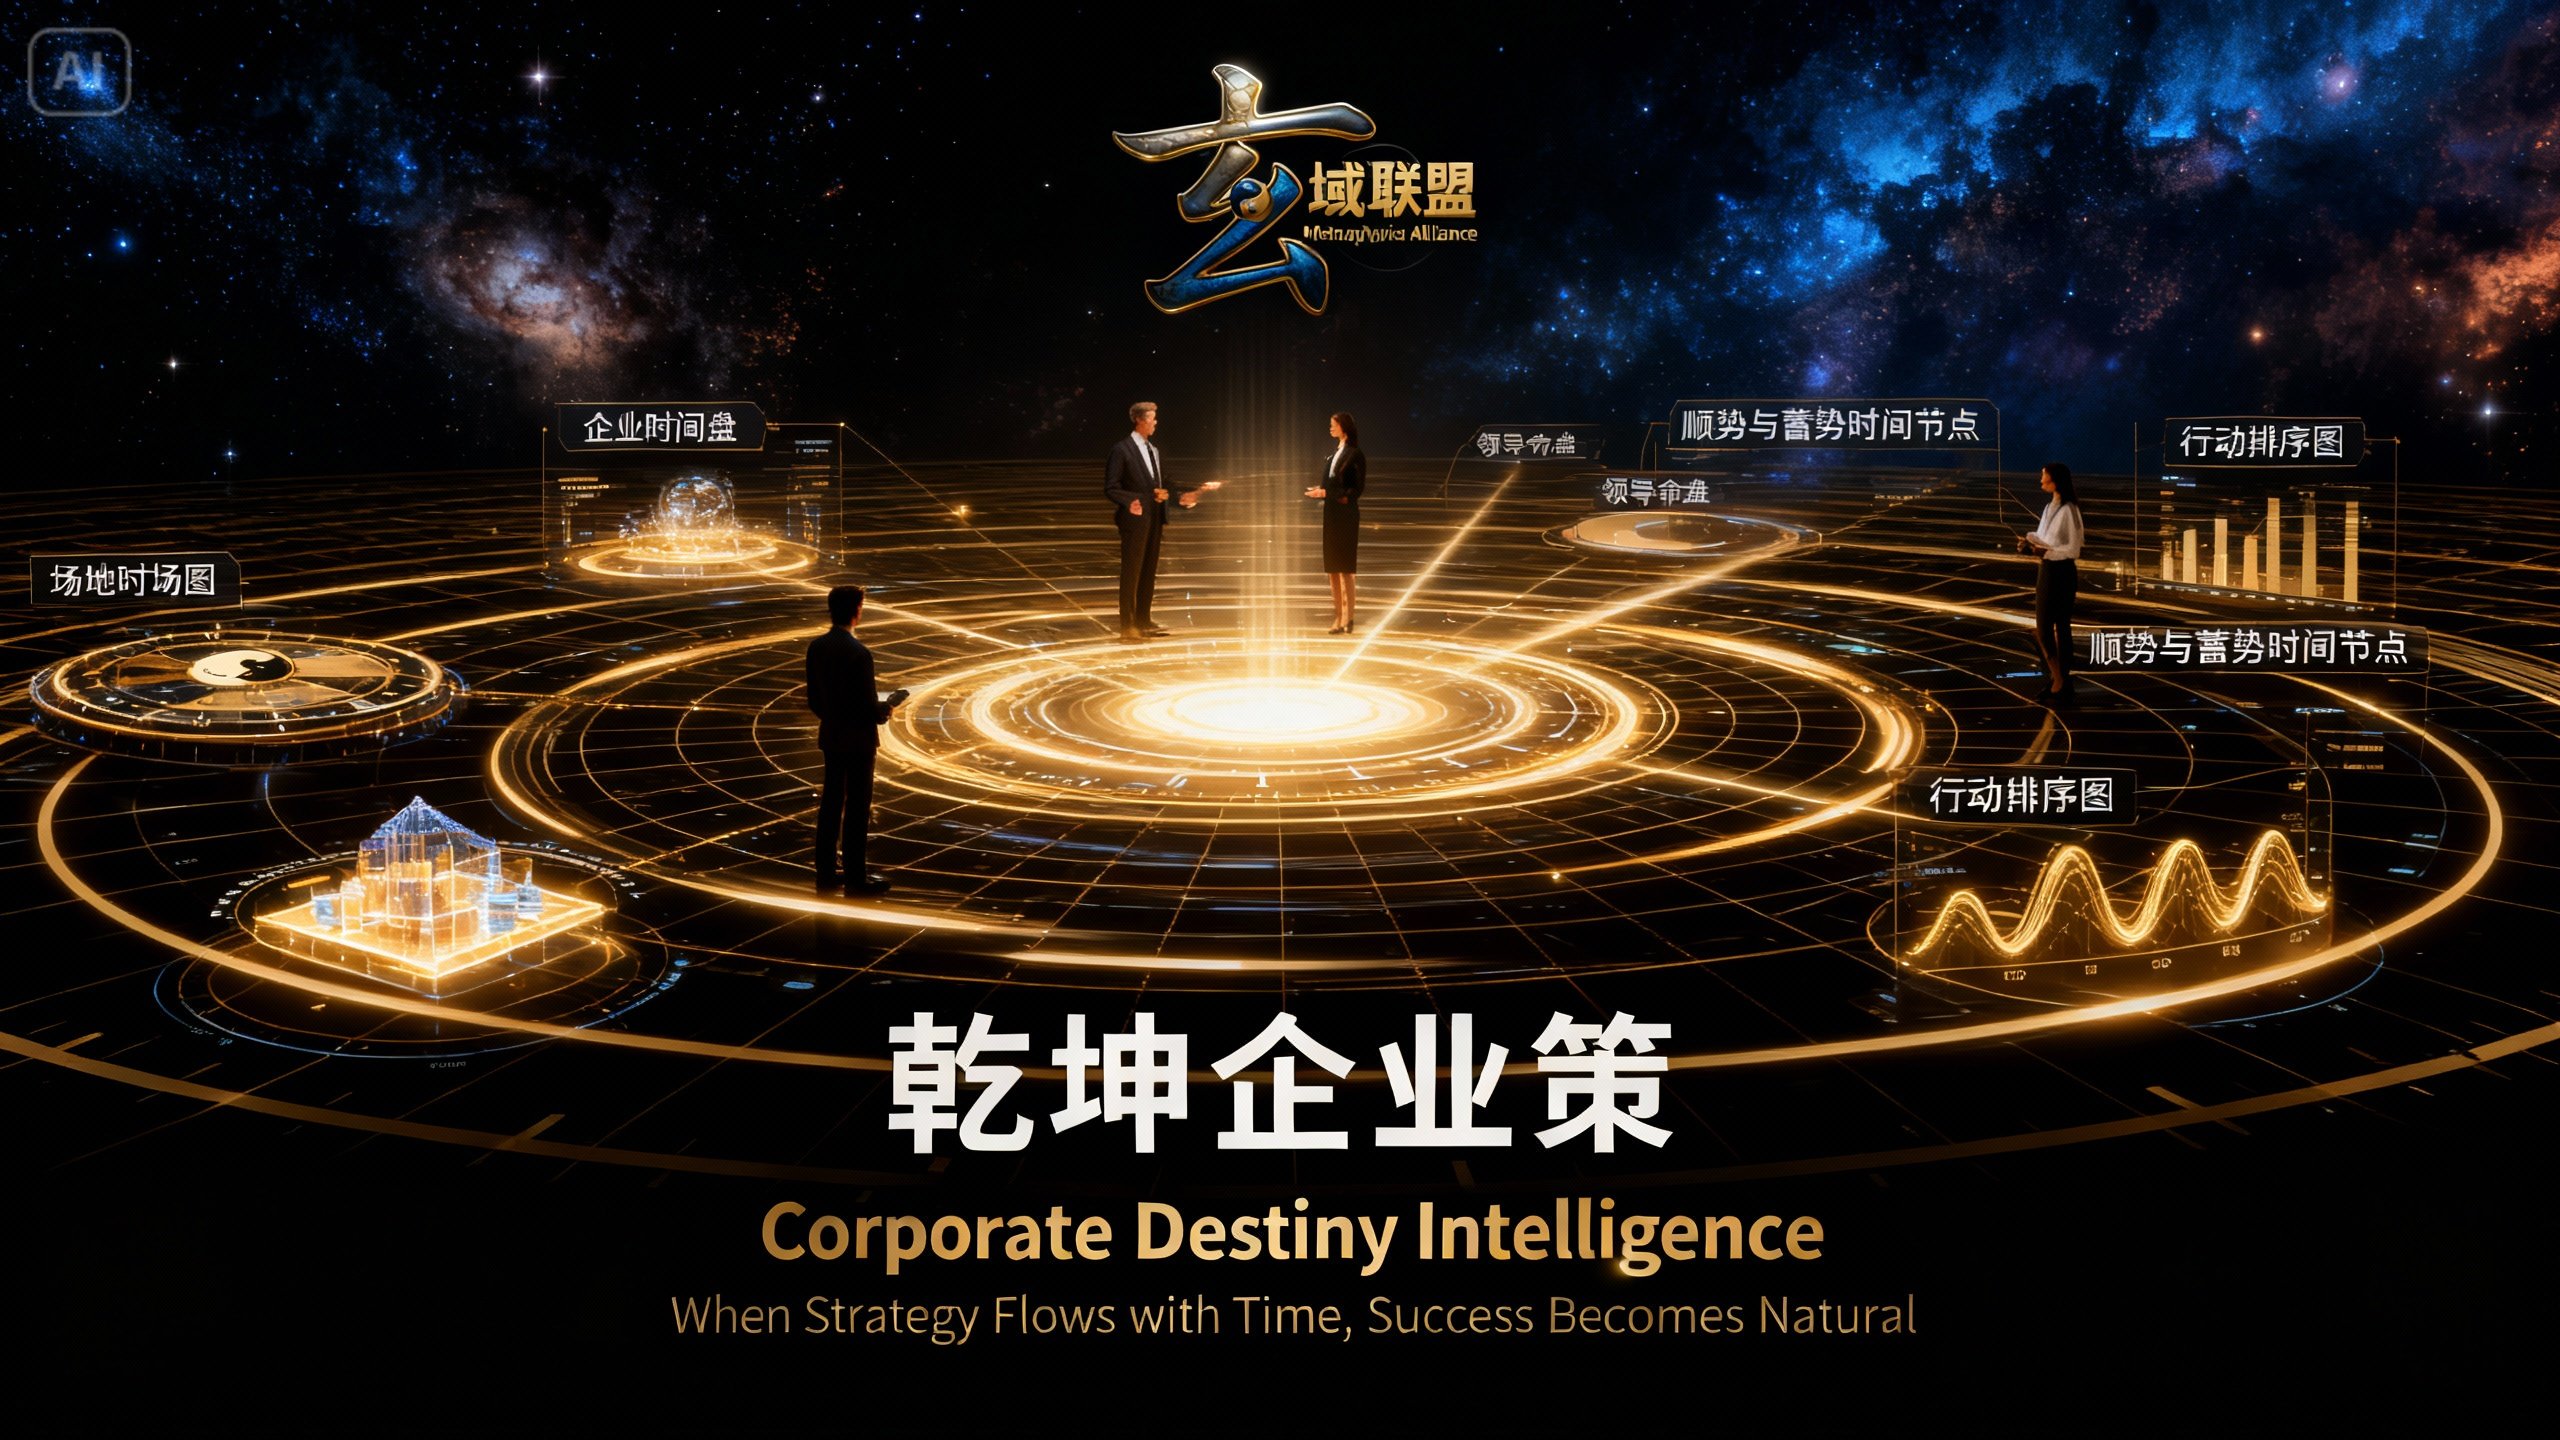 AI
玄
域联盟
Alliance
企业时间盘
顺势与蓄势时间节点
行动排序图
领导命盘
场地时场图
顺势与蓄势时间节点
行动排序图
乾坤企业策
Corporate Destiny Intelligence
When Strategy Flows with Time, Success Becomes Natural